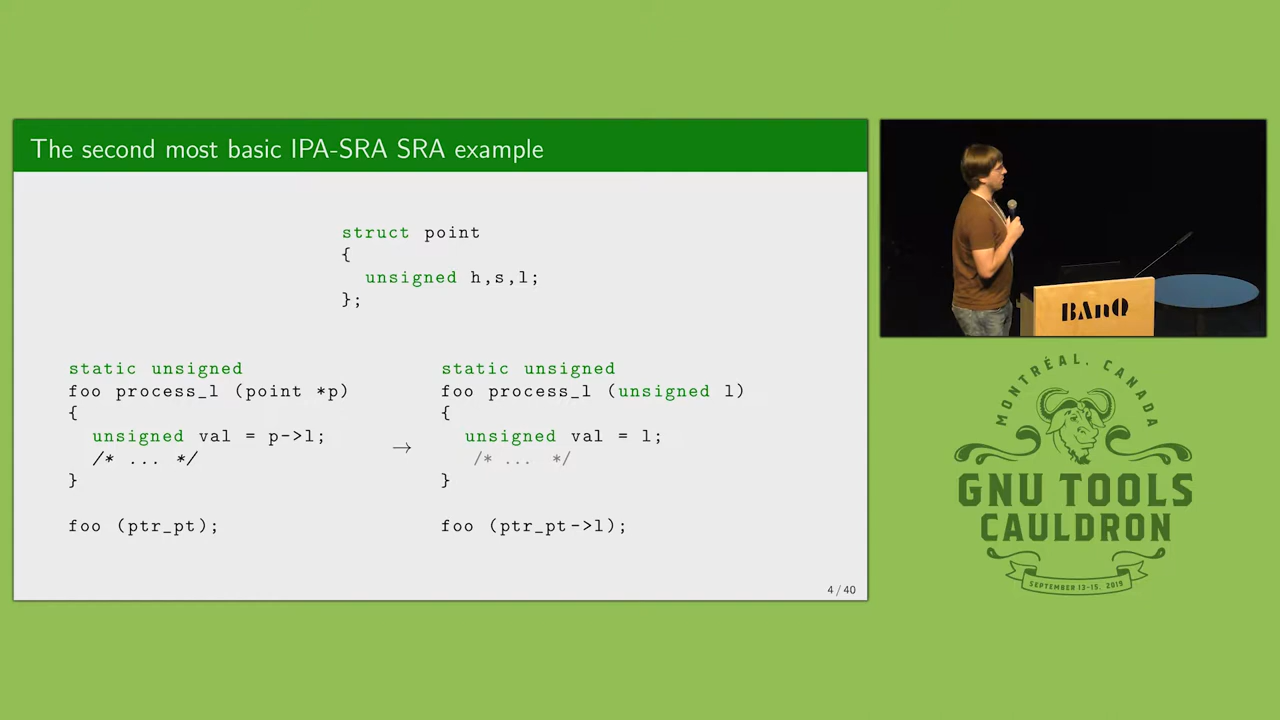 The second most basic IPA-SRA SRA example
struct point
{
unsigned h,s,l;
};
static unsigned
foo process_l (point *p)
{
unsigned val = p->l;
/* ... */
}
foo (ptr_pt);
→
static unsigned
foo process_l (unsigned l)
{
unsigned val = l;
/* ... */
}
foo (ptr_pt->l);
4 / 40
BAnQ
MONTRÉAL, CANADA
GNU TOOLS
CAULDRON
SEPTEMBER 13-15, 2019